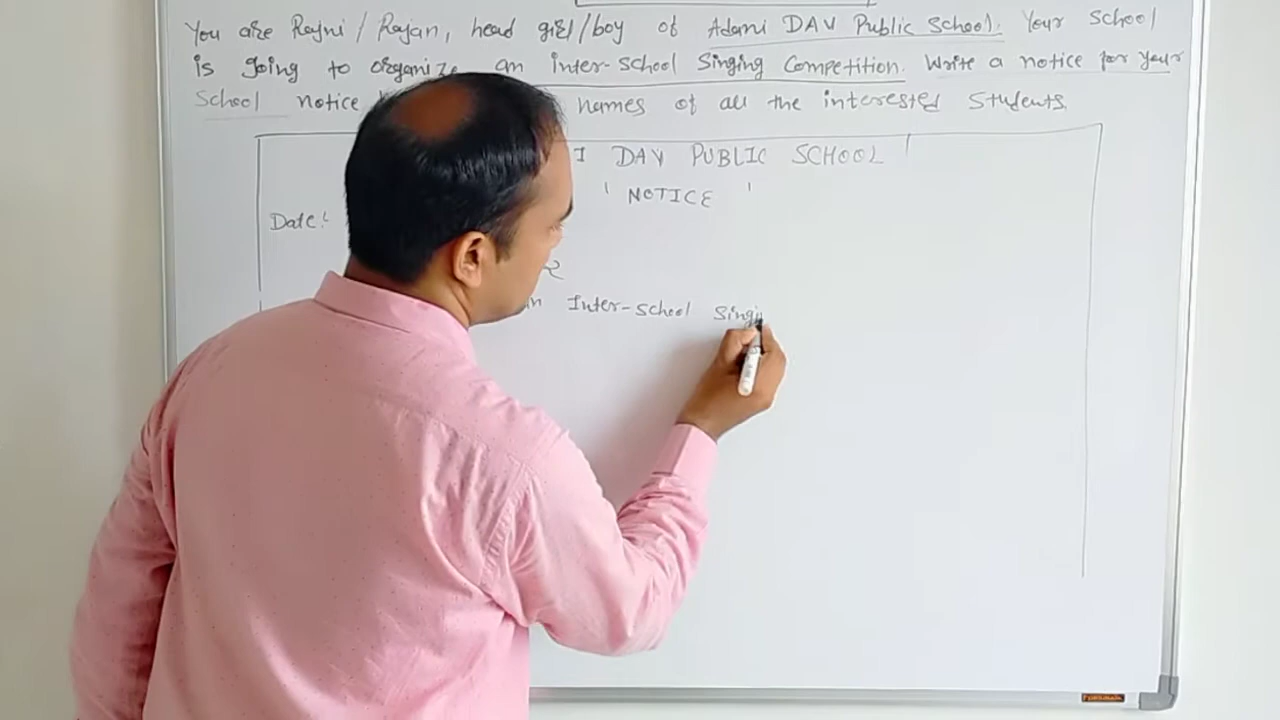 You are Rajni / Rajan, head girl/boy of Adani DAV Public School. Your School
is going to organize an inter-school Singing Competition. Write a notice for your
School notice names of all the interested Students.
I DAV PUBLIC SCHOOL
' NOTICE '
Date:
an Inter-School Singi